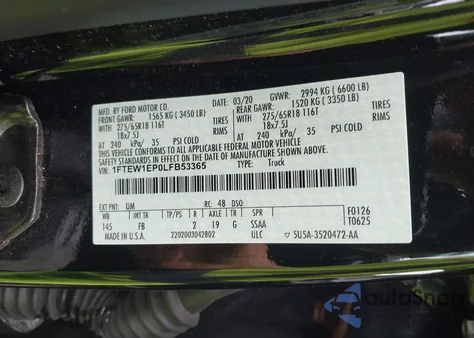 MFD. BY FORD MOTOR CO. 03/20 GVWR: 2994 KG ( 6600 LB)
FRONT GAWR: 1565 KG ( 3450 LB) REAR GAWR: 1520 KG ( 3350 LB)
WITH TIRES WITH TIRES
275/65R18 116T 275/65R18 116T
18x7.5J RIMS 18x7.5J RIMS
AT 240 kPa/ 35 PSI COLD AT 240 kPa/ 35 PSI COLD
THIS VEHICLE CONFORMS TO ALL APPLICABLE FEDERAL MOTOR VEHICLE
SAFETY STANDARDS IN EFFECT ON THE DATE OF MANUFACTURE SHOWN ABOVE.
VIN: 1FTEW1EP0LFB53365
TYPE: Truck
EXT PNT: UM RC: 48 DSO: F0126
WB INT TR TP/PS R AXLE TR SPR T0625
145 FB 2 19 G SSAA
U.S.A. 2202003042802 ULC 5U5A-3520472-AA
autoSnap